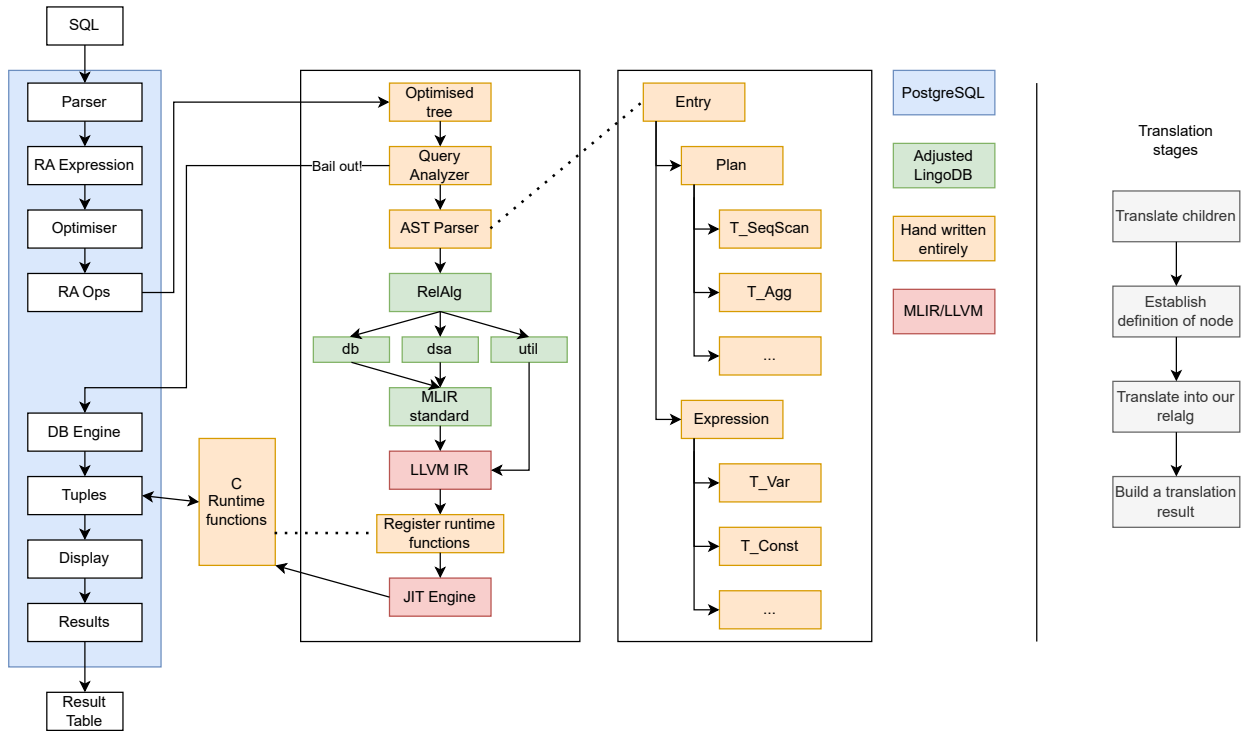 SQL
Parser
RA Expression
Optimiser
RA Ops
DB Engine
Tuples
Display
Results
Result
Table
C
Runtime
functions
Optimised
tree
Bail out!
Query
Analyzer
AST Parser
RelAlg
db
dsa
util
MLIR
standard
LLVM IR
Register runtime
functions
JIT Engine
Entry
Plan
T_SeqScan
T_Agg
...
Expression
T_Var
T_Const
...
PostgreSQL
Adjusted
LingoDB
Hand written
entirely
MLIR/LLVM
Translation
stages
Translate children
Establish
definition of node
Translate into our
relalg
Build a translation
result